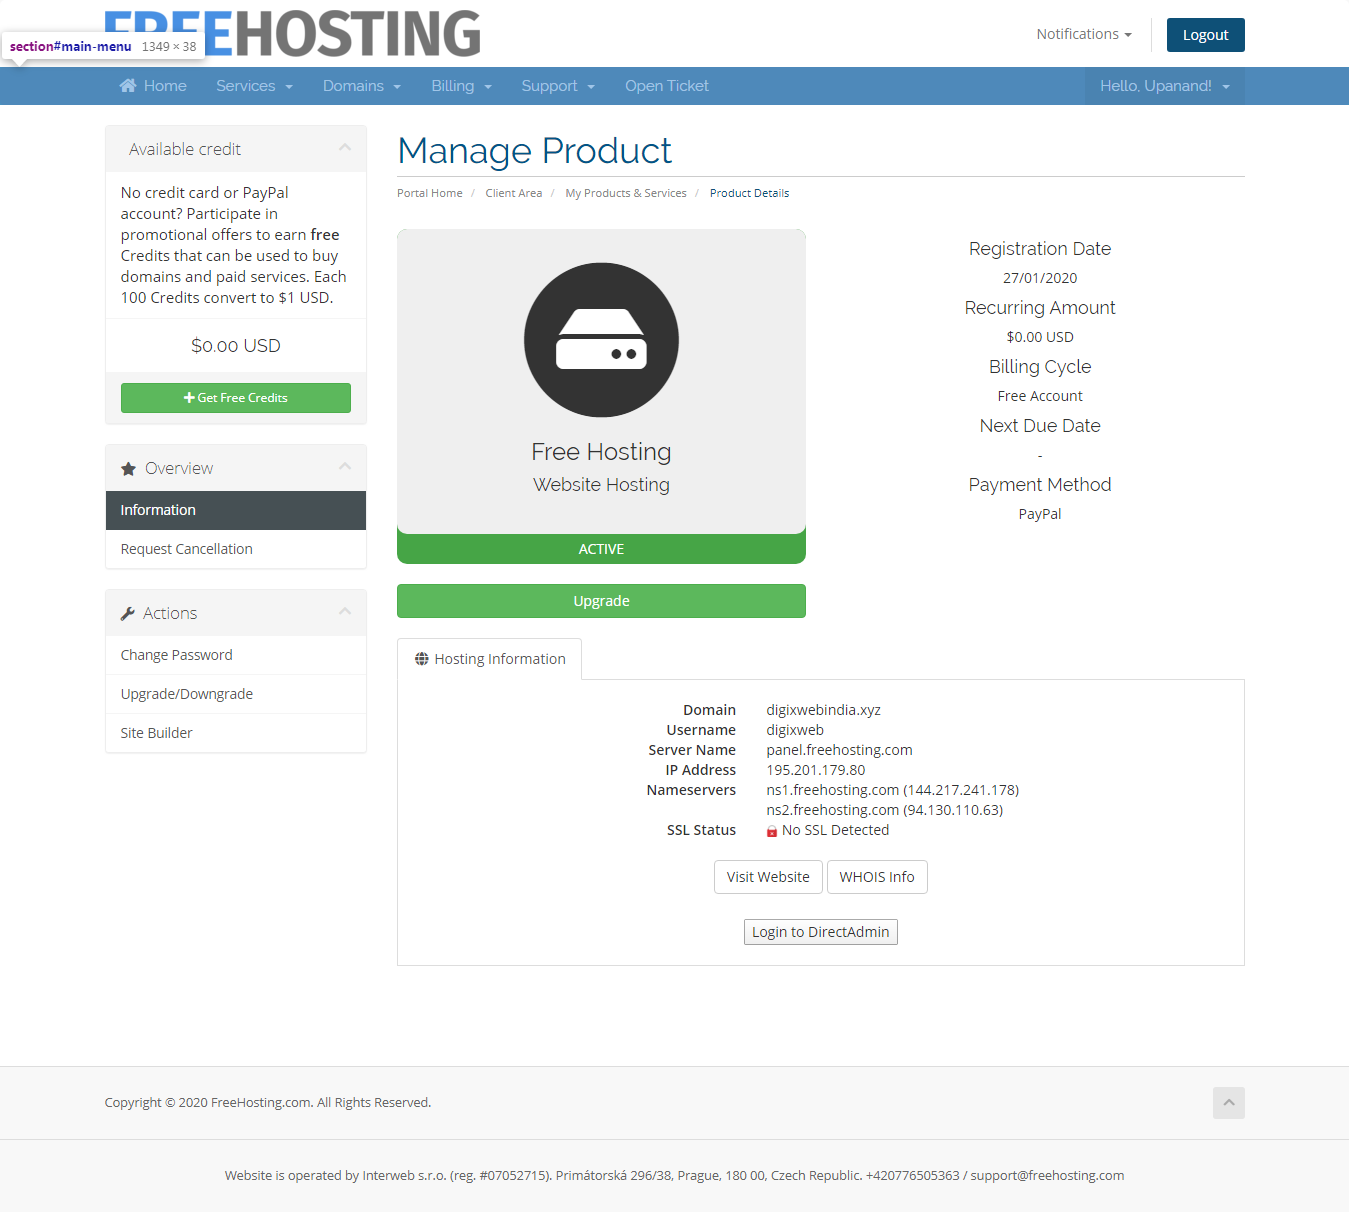 FREEHOSTING
section#main-menu 1349 × 38
Notifications
Logout
Home Services Domains Billing Support Open Ticket Hello, Upanand!
Available credit
No credit card or PayPal
account? Participate in
promotional offers to earn free
Credits that can be used to buy
domains and paid services. Each
100 Credits convert to $1 USD.
$0.00 USD
Get Free Credits
Overview
Information
Request Cancellation
Actions
Change Password
Upgrade/Downgrade
Site Builder
Manage Product
Portal Home / Client Area / My Products & Services / Product Details
Free Hosting
Website Hosting
ACTIVE
Upgrade
Registration Date
27/01/2020
Recurring Amount
$0.00 USD
Billing Cycle
Free Account
Next Due Date
-
Payment Method
PayPal
Hosting Information
Domain digixwebindia.xyz
Username digixweb
Server Name panel.freehosting.com
IP Address 195.201.179.80
Nameservers ns1.freehosting.com (144.217.241.178)
ns2.freehosting.com (94.130.110.63)
SSL Status No SSL Detected
Visit Website WHOIS Info
Login to DirectAdmin
Copyright © 2020 FreeHosting.com. All Rights Reserved.
Website is operated by Interweb s.r.o. (reg. #07052715). Primátorská 296/38, Prague, 180 00, Czech Republic. +420776505363 / support@freehosting.com